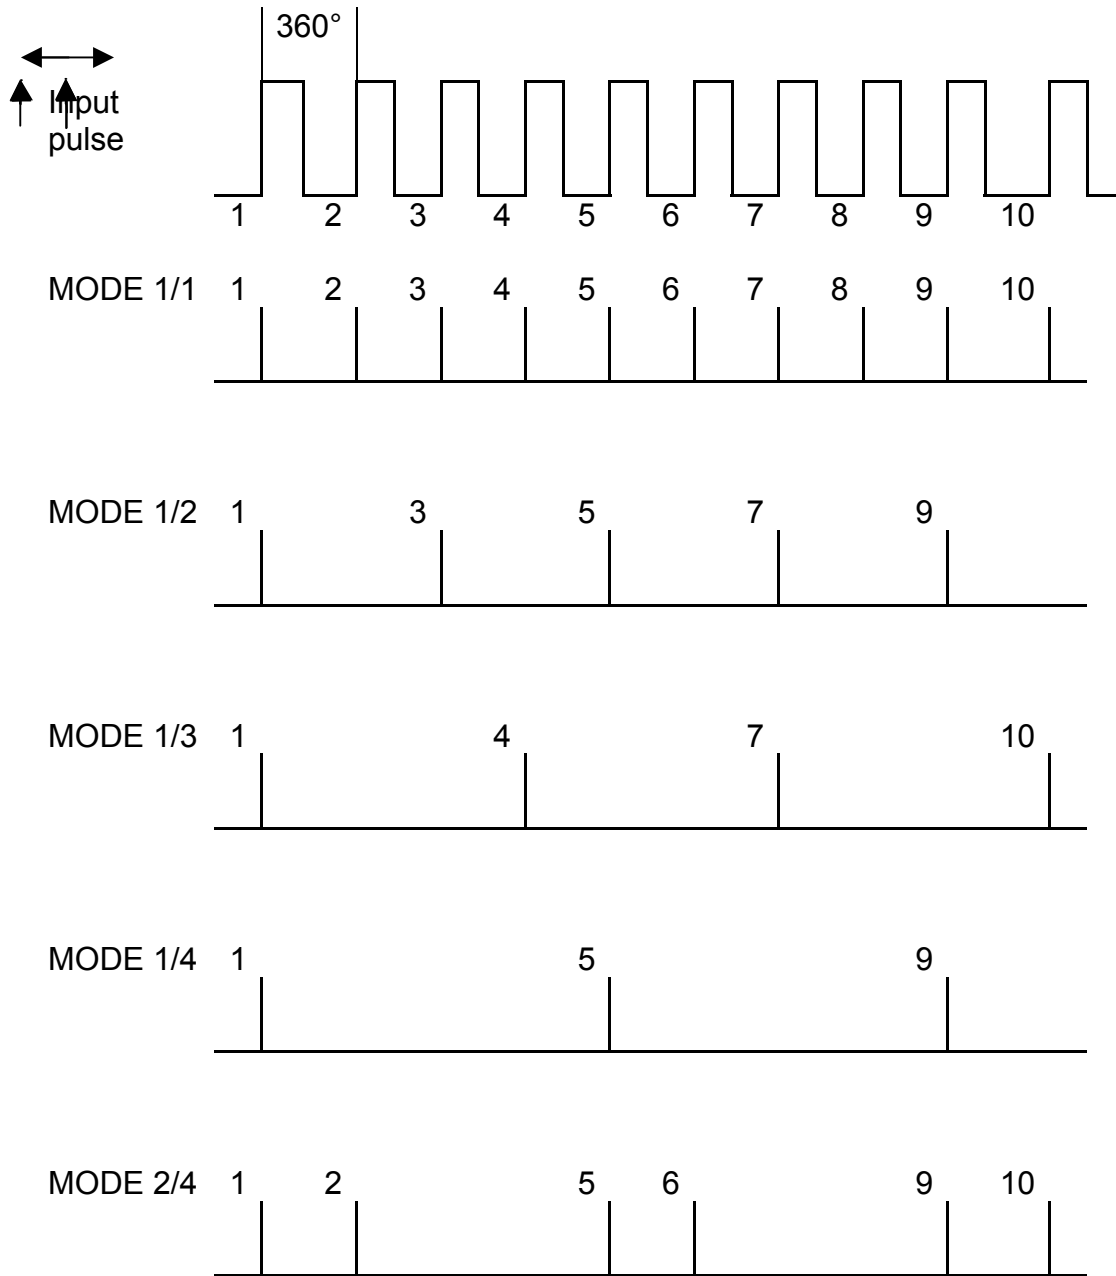 360°
Input
pulse
1 2 3 4 5 6 7 8 9 10
MODE 1/1 1 2 3 4 5 6 7 8 9 10
MODE 1/2 1 3 5 7 9
MODE 1/3 1 4 7 10
MODE 1/4 1 5 9
MODE 2/4 1 2 5 6 9 10